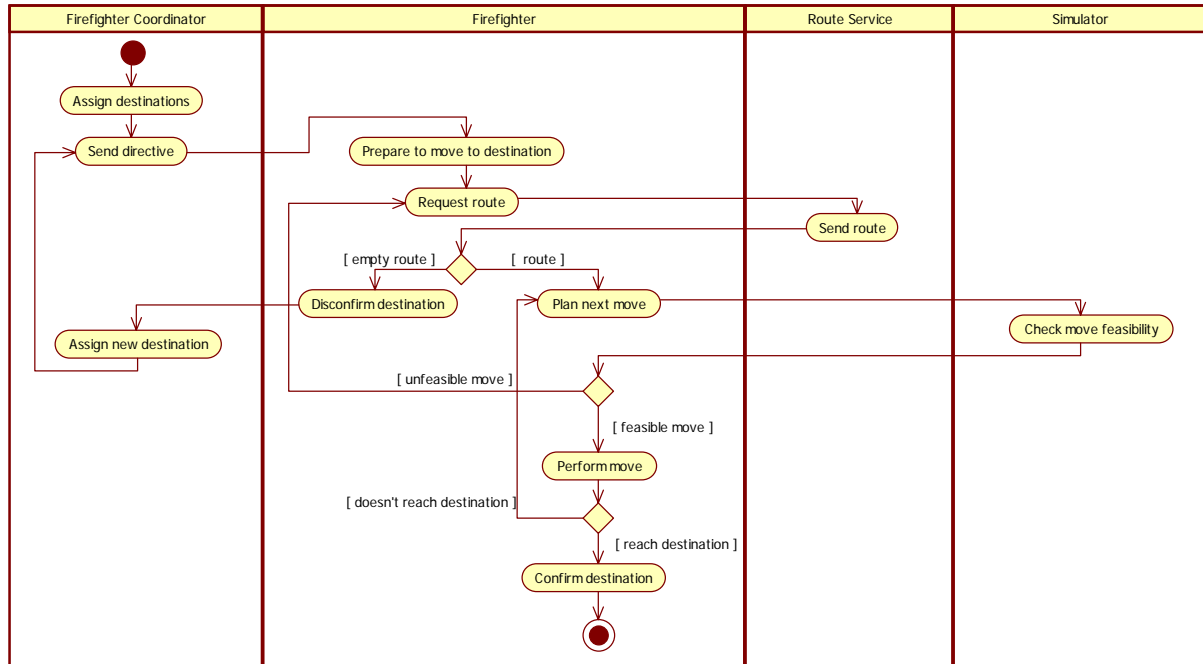 Firefighter Coordinator
Firefighter
Route Service
Simulator
Assign destinations
Send directive
Prepare to move to destination
Request route
Send route
[ empty route ]
[ route ]
Disconfirm destination
Plan next move
Assign new destination
Check move feasibility
[ unfeasible move ]
[ feasible move ]
Perform move
[ doesn't reach destination ]
[ reach destination ]
Confirm destination